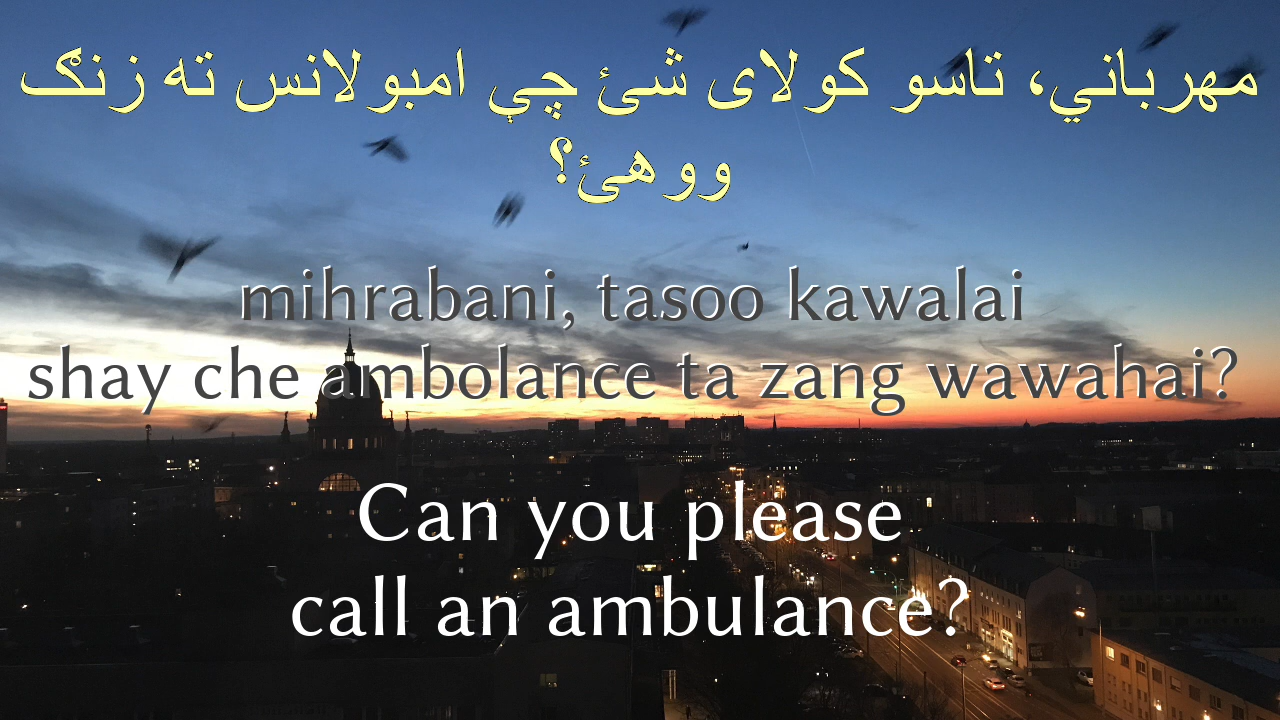 مهرباني، تاسو کولای شئ چې امبولانس ته زنګ
ووهئ؟
mihrabani, tasoo kawalai
shay che ambolance ta zang wawahai?
Can you please
call an ambulance?